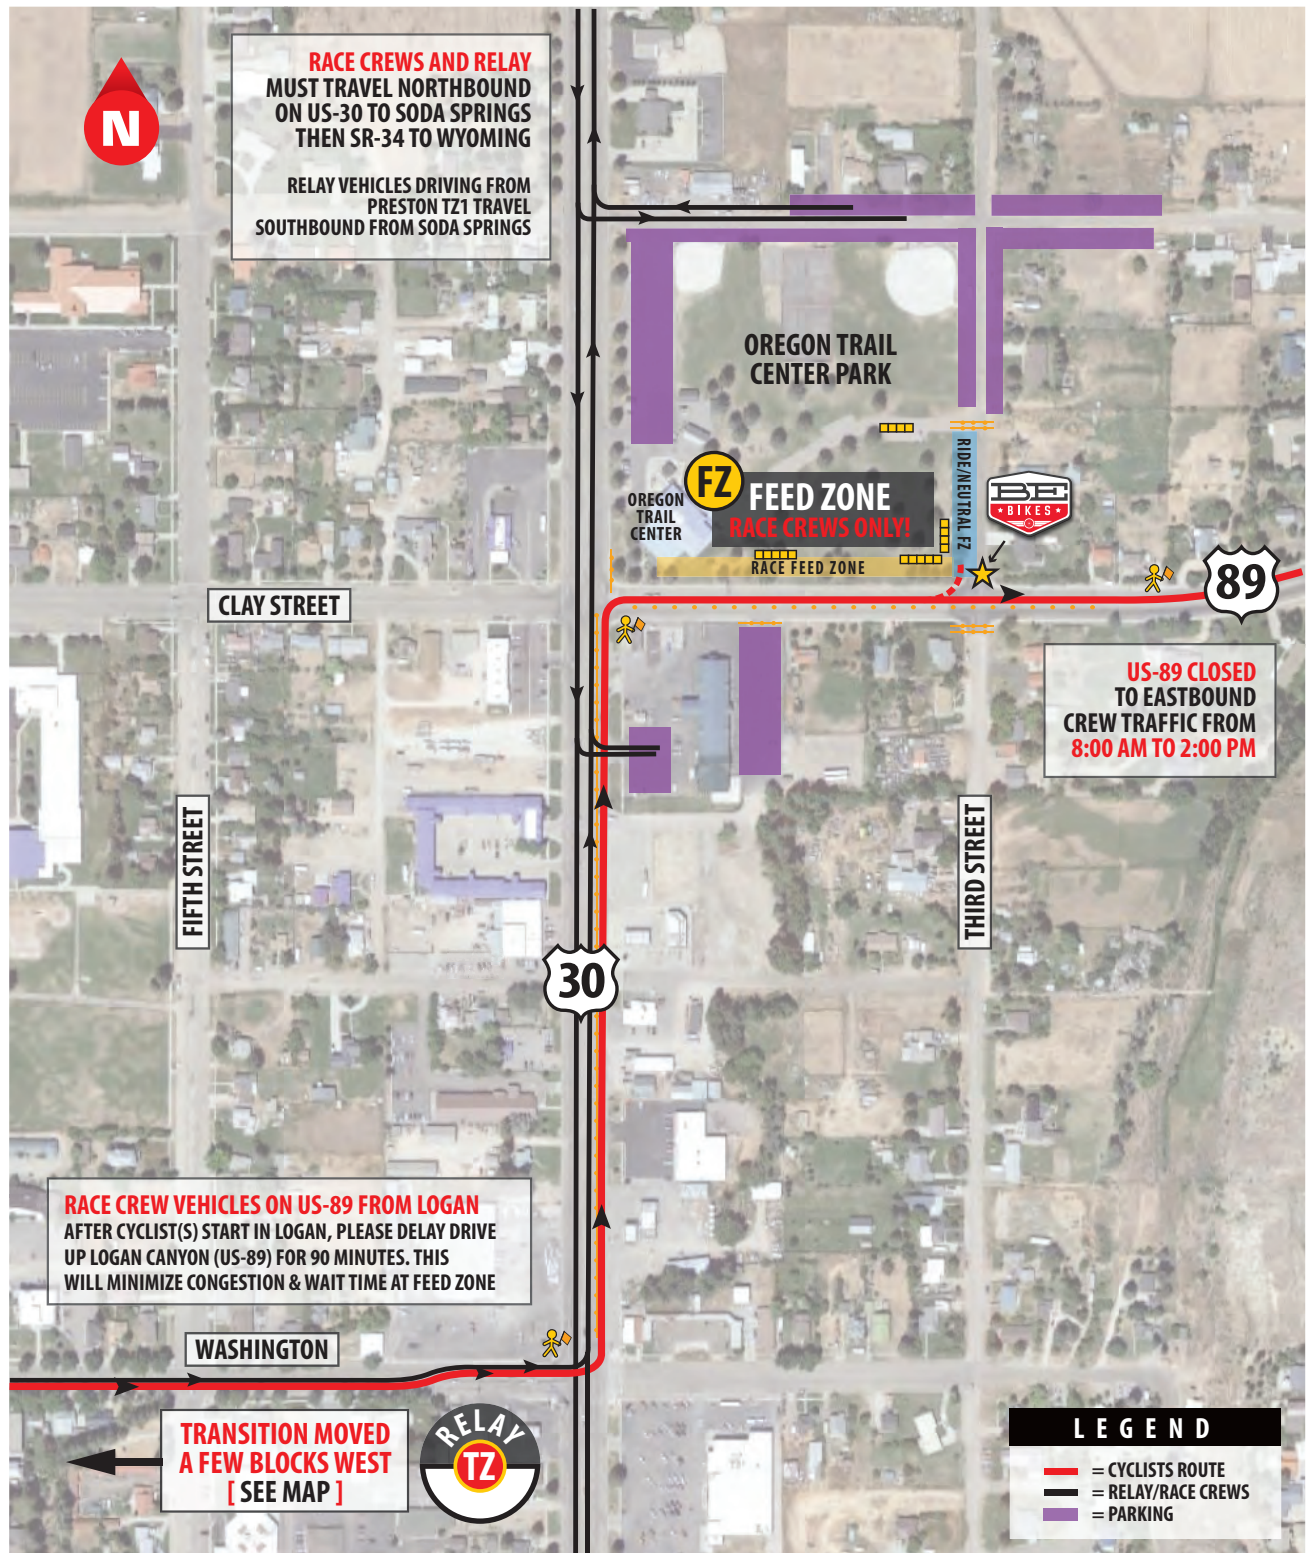 RACE CREWS AND RELAY
MUST TRAVEL NORTHBOUND
ON US-30 TO SODA SPRINGS
THEN SR-34 TO WYOMING
RELAY VEHICLES DRIVING FROM
PRESTON TZ1 TRAVEL
SOUTHBOUND FROM SODA SPRINGS
N
OREGON TRAIL
CENTER PARK
FZ
FEED ZONE
RACE CREWS ONLY!
OREGON
TRAIL
CENTER
RACE FEED ZONE
RIDE/NEUTRAL FZ
BE
BIKES
89
CLAY STREET
US-89 CLOSED
TO EASTBOUND
CREW TRAFFIC FROM
8:00 AM TO 2:00 PM
FIFTH STREET
THIRD STREET
30
RACE CREW VEHICLES ON US-89 FROM LOGAN
AFTER CYCLIST(S) START IN LOGAN, PLEASE DELAY DRIVE
UP LOGAN CANYON (US-89) FOR 90 MINUTES. THIS
WILL MINIMIZE CONGESTION & WAIT TIME AT FEED ZONE
WASHINGTON
TRANSITION MOVED
A FEW BLOCKS WEST
[ SEE MAP ]
RELAY
TZ
LEGEND
= CYCLISTS ROUTE
= RELAY/RACE CREWS
= PARKING